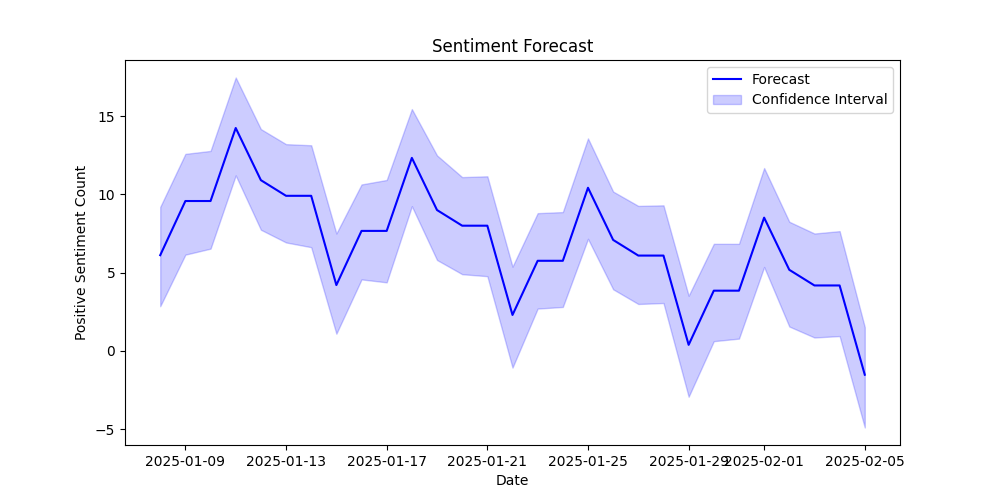 Sentiment Forecast
Forecast
Confidence Interval
Positive Sentiment Count
15
10
5
0
−5
2025-01-09 2025-01-13 2025-01-17 2025-01-21 2025-01-25 2025-01-29 2025-02-01 2025-02-05
Date